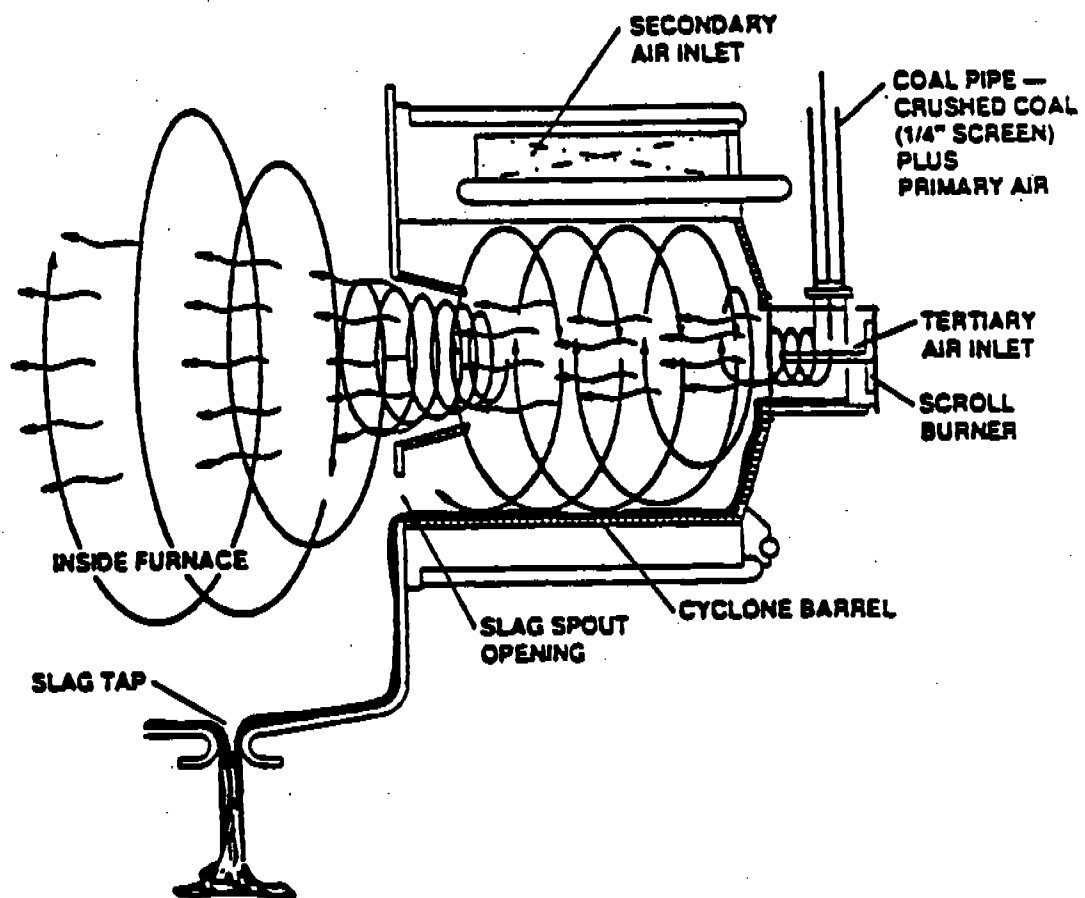 SECONDARY
AIR INLET
COAL PIPE —
CRUSHED COAL
(1/4" SCREEN)
PLUS
PRIMARY AIR
TERTIARY
AIR INLET
SCROLL
BURNER
INSIDE FURNACE
CYCLONE BARREL
SLAG SPOUT
OPENING
SLAG TAP